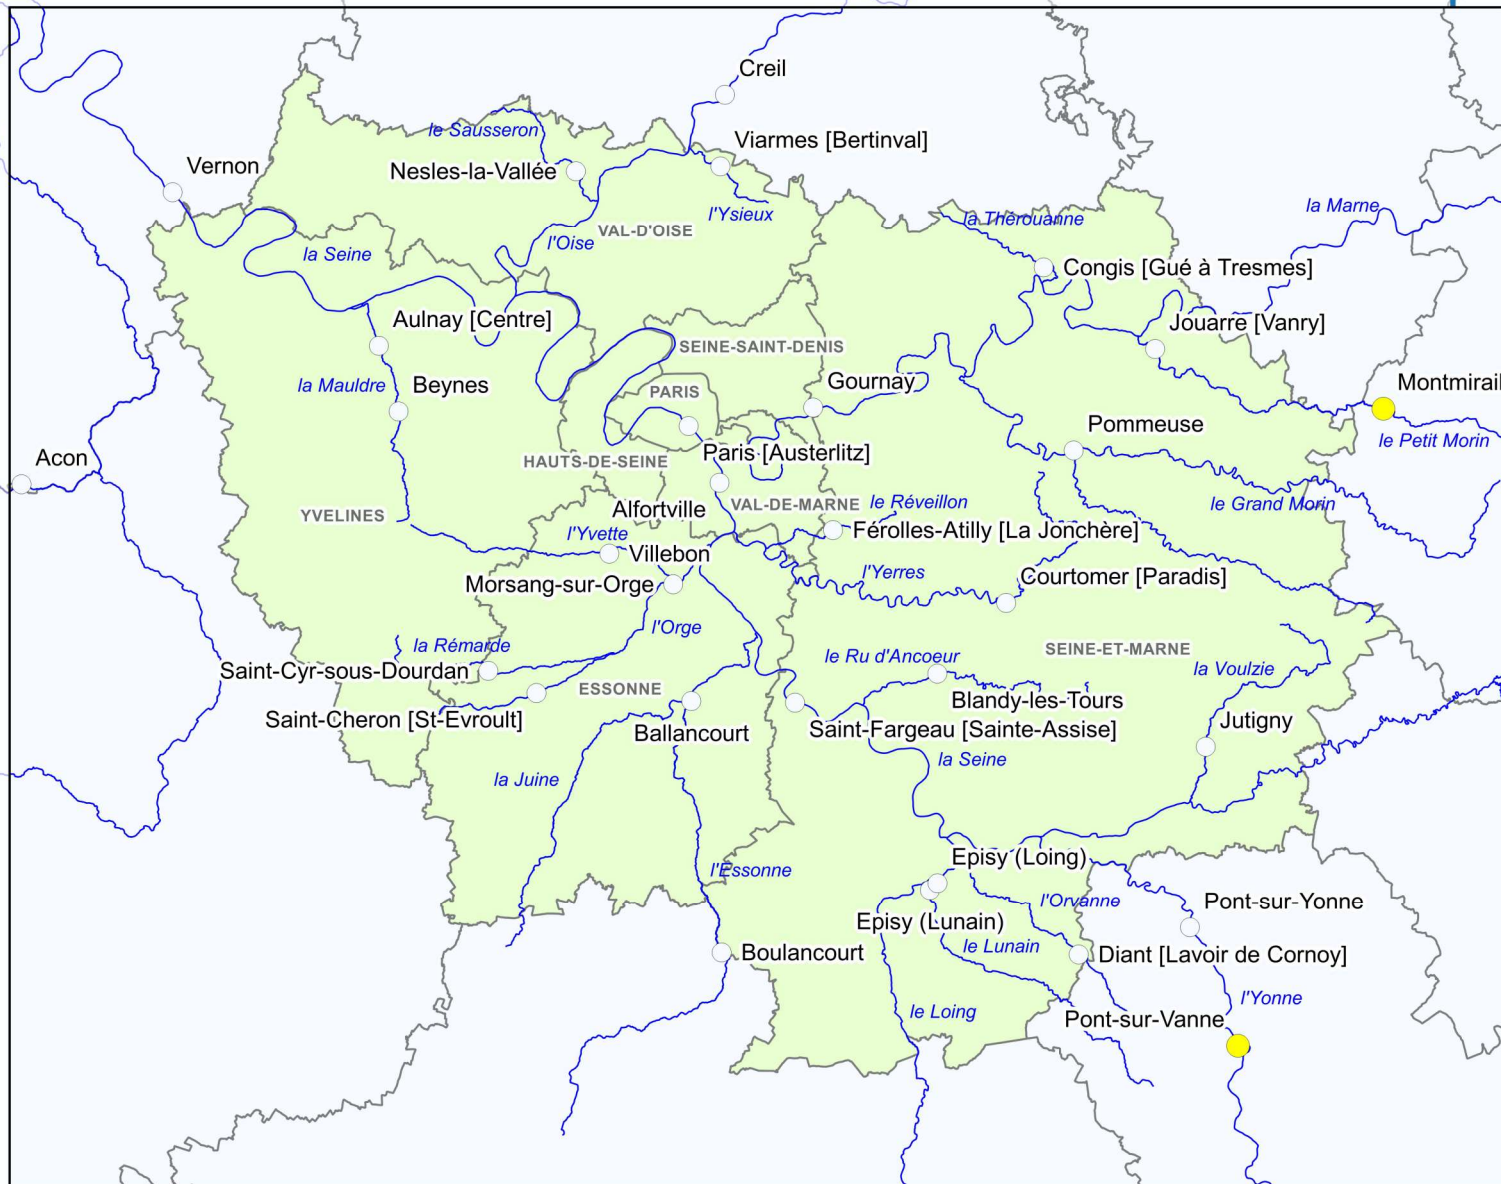 Creil
le Sausseron
Viarmes [Bertinval]
Vernon
Nesles-la-Vallée
l'Ysieux
la Marne
la Thérouanne
VAL-D'OISE
l'Oise
la Seine
Congis [Gué à Tresmes]
Aulnay [Centre]
Jouarre [Vanry]
SEINE-SAINT-DENIS
la Mauldre
Beynes
PARIS
Gournay
Montmirail
Pommeuse
le Petit Morin
Acon
HAUTS-DE-SEINE
Paris [Austerlitz]
YVELINES
Alfortville
VAL-DE-MARNE
le Réveillon
le Grand Morin
l'Yvette
Férolles-Atilly [La Jonchère]
Villebon
Morsang-sur-Orge
l'Yerres
Courtomer [Paradis]
l'Orge
la Rémarde
le Ru d'Ancoeur
SEINE-ET-MARNE
la Voulzie
Saint-Cyr-sous-Dourdan
ESSONNE
Blandy-les-Tours
Saint-Cheron [St-Evroult]
Ballancourt
Saint-Fargeau [Sainte-Assise]
Jutigny
la Seine
la Juine
l'Essonne
Episy (Loing)
l'Orvanne
Pont-sur-Yonne
Episy (Lunain)
le Lunain
Boulancourt
Diant [Lavoir de Cornoy]
l'Yonne
le Loing
Pont-sur-Vanne